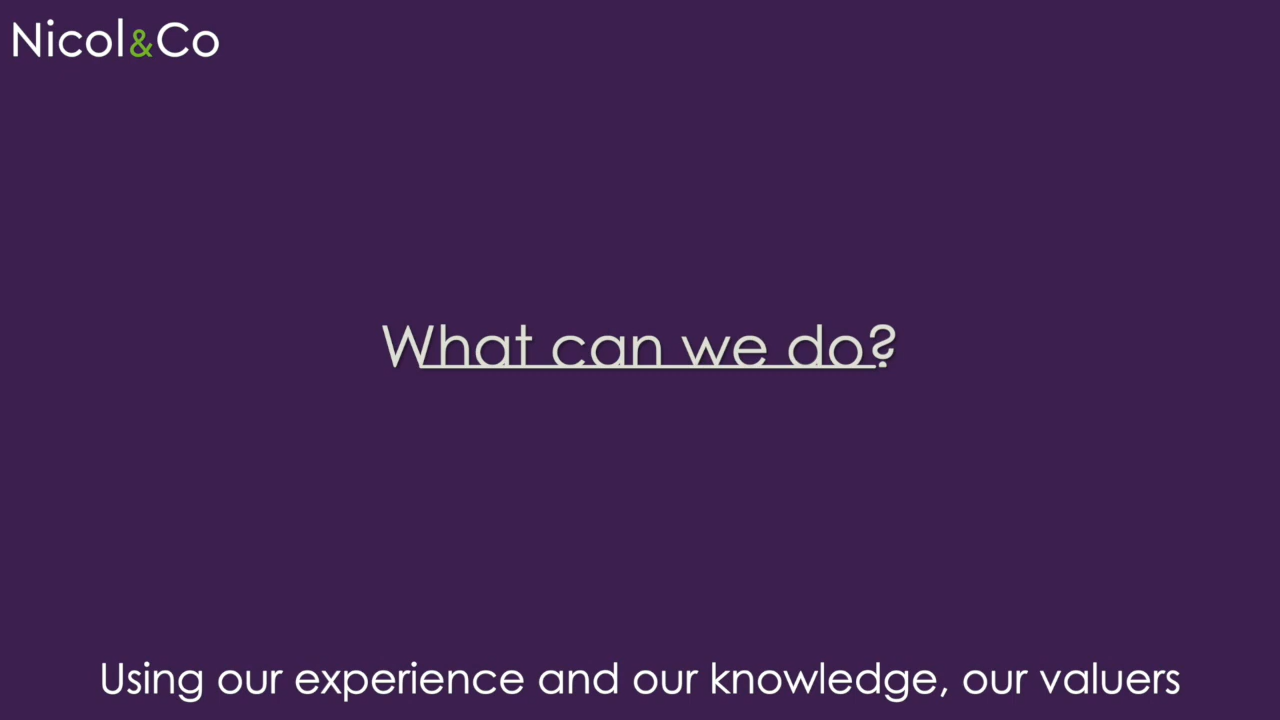 Nicol&Co
What can we do?
Using our experience and our knowledge, our valuers